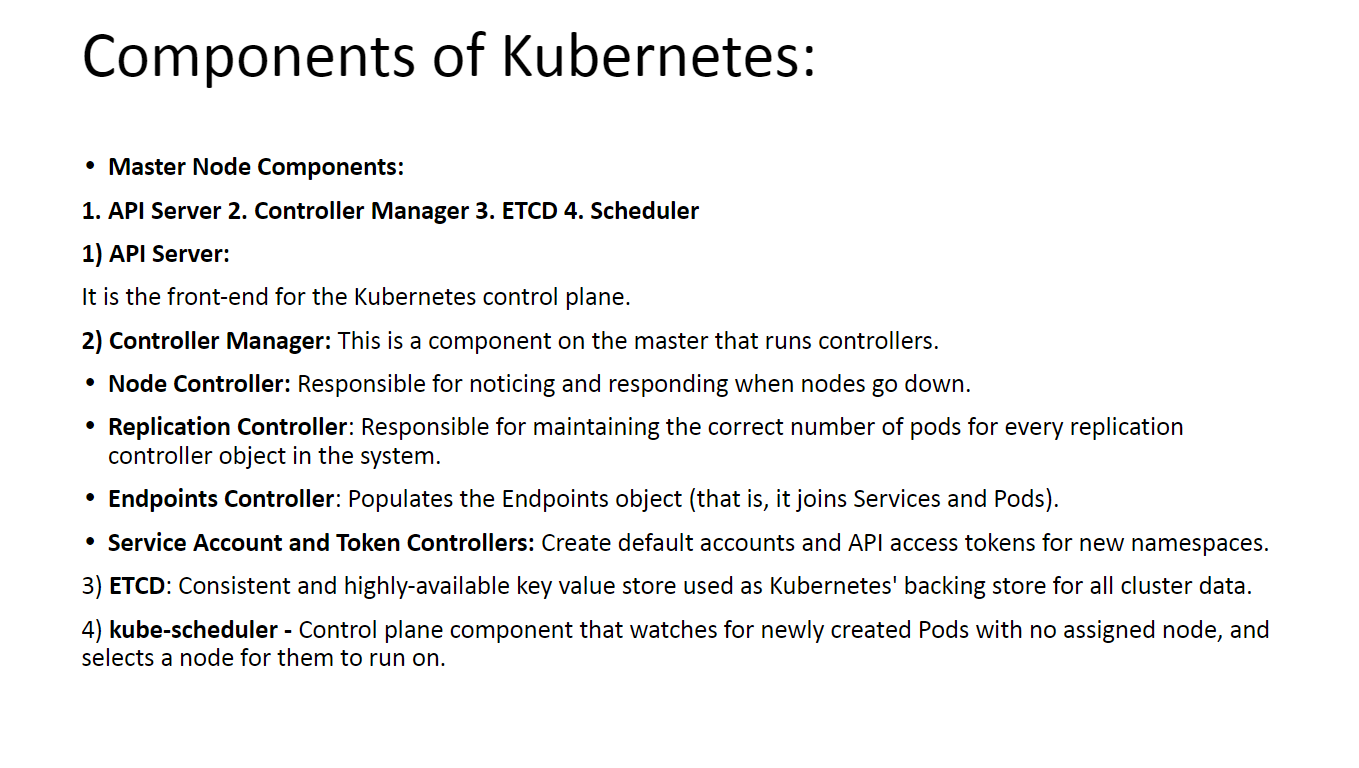 Components of Kubernetes:
• Master Node Components:
1. API Server 2. Controller Manager 3. ETCD 4. Scheduler
1) API Server:
It is the front-end for the Kubernetes control plane.
2) Controller Manager: This is a component on the master that runs controllers.
• Node Controller: Responsible for noticing and responding when nodes go down.
• Replication Controller: Responsible for maintaining the correct number of pods for every replication
controller object in the system.
• Endpoints Controller: Populates the Endpoints object (that is, it joins Services and Pods).
• Service Account and Token Controllers: Create default accounts and API access tokens for new namespaces.
3) ETCD: Consistent and highly-available key value store used as Kubernetes' backing store for all cluster data.
4) kube-scheduler - Control plane component that watches for newly created Pods with no assigned node, and
selects a node for them to run on.